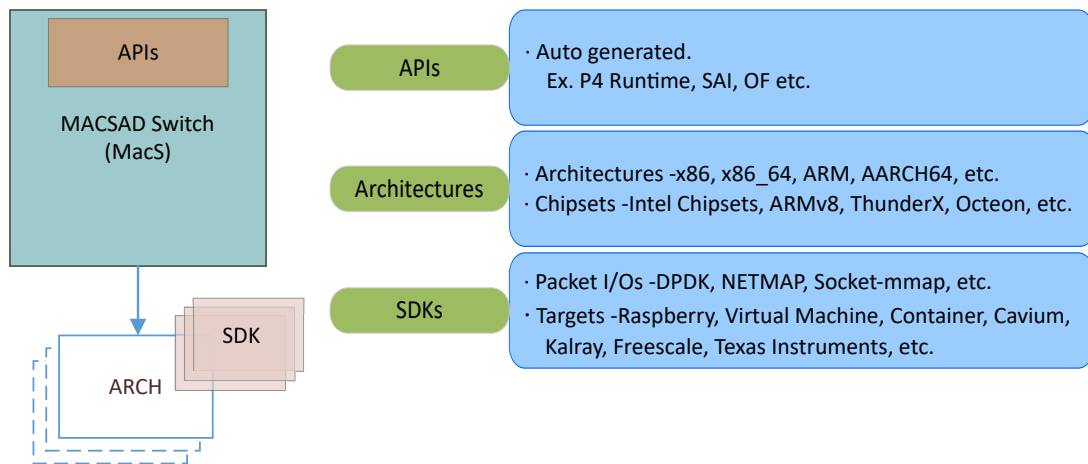 APIs
MACSAD Switch
(MacS)
SDK
ARCH
APIs
· Auto generated.
Ex. P4 Runtime, SAI, OF etc.
Architectures
· Architectures -x86, x86_64, ARM, AARCH64, etc.
· Chipsets -Intel Chipsets, ARMv8, ThunderX, Octeon, etc.
SDKs
· Packet I/Os -DPDK, NETMAP, Socket-mmap, etc.
· Targets -Raspberry, Virtual Machine, Container, Cavium,
Kalray, Freescale, Texas Instruments, etc.